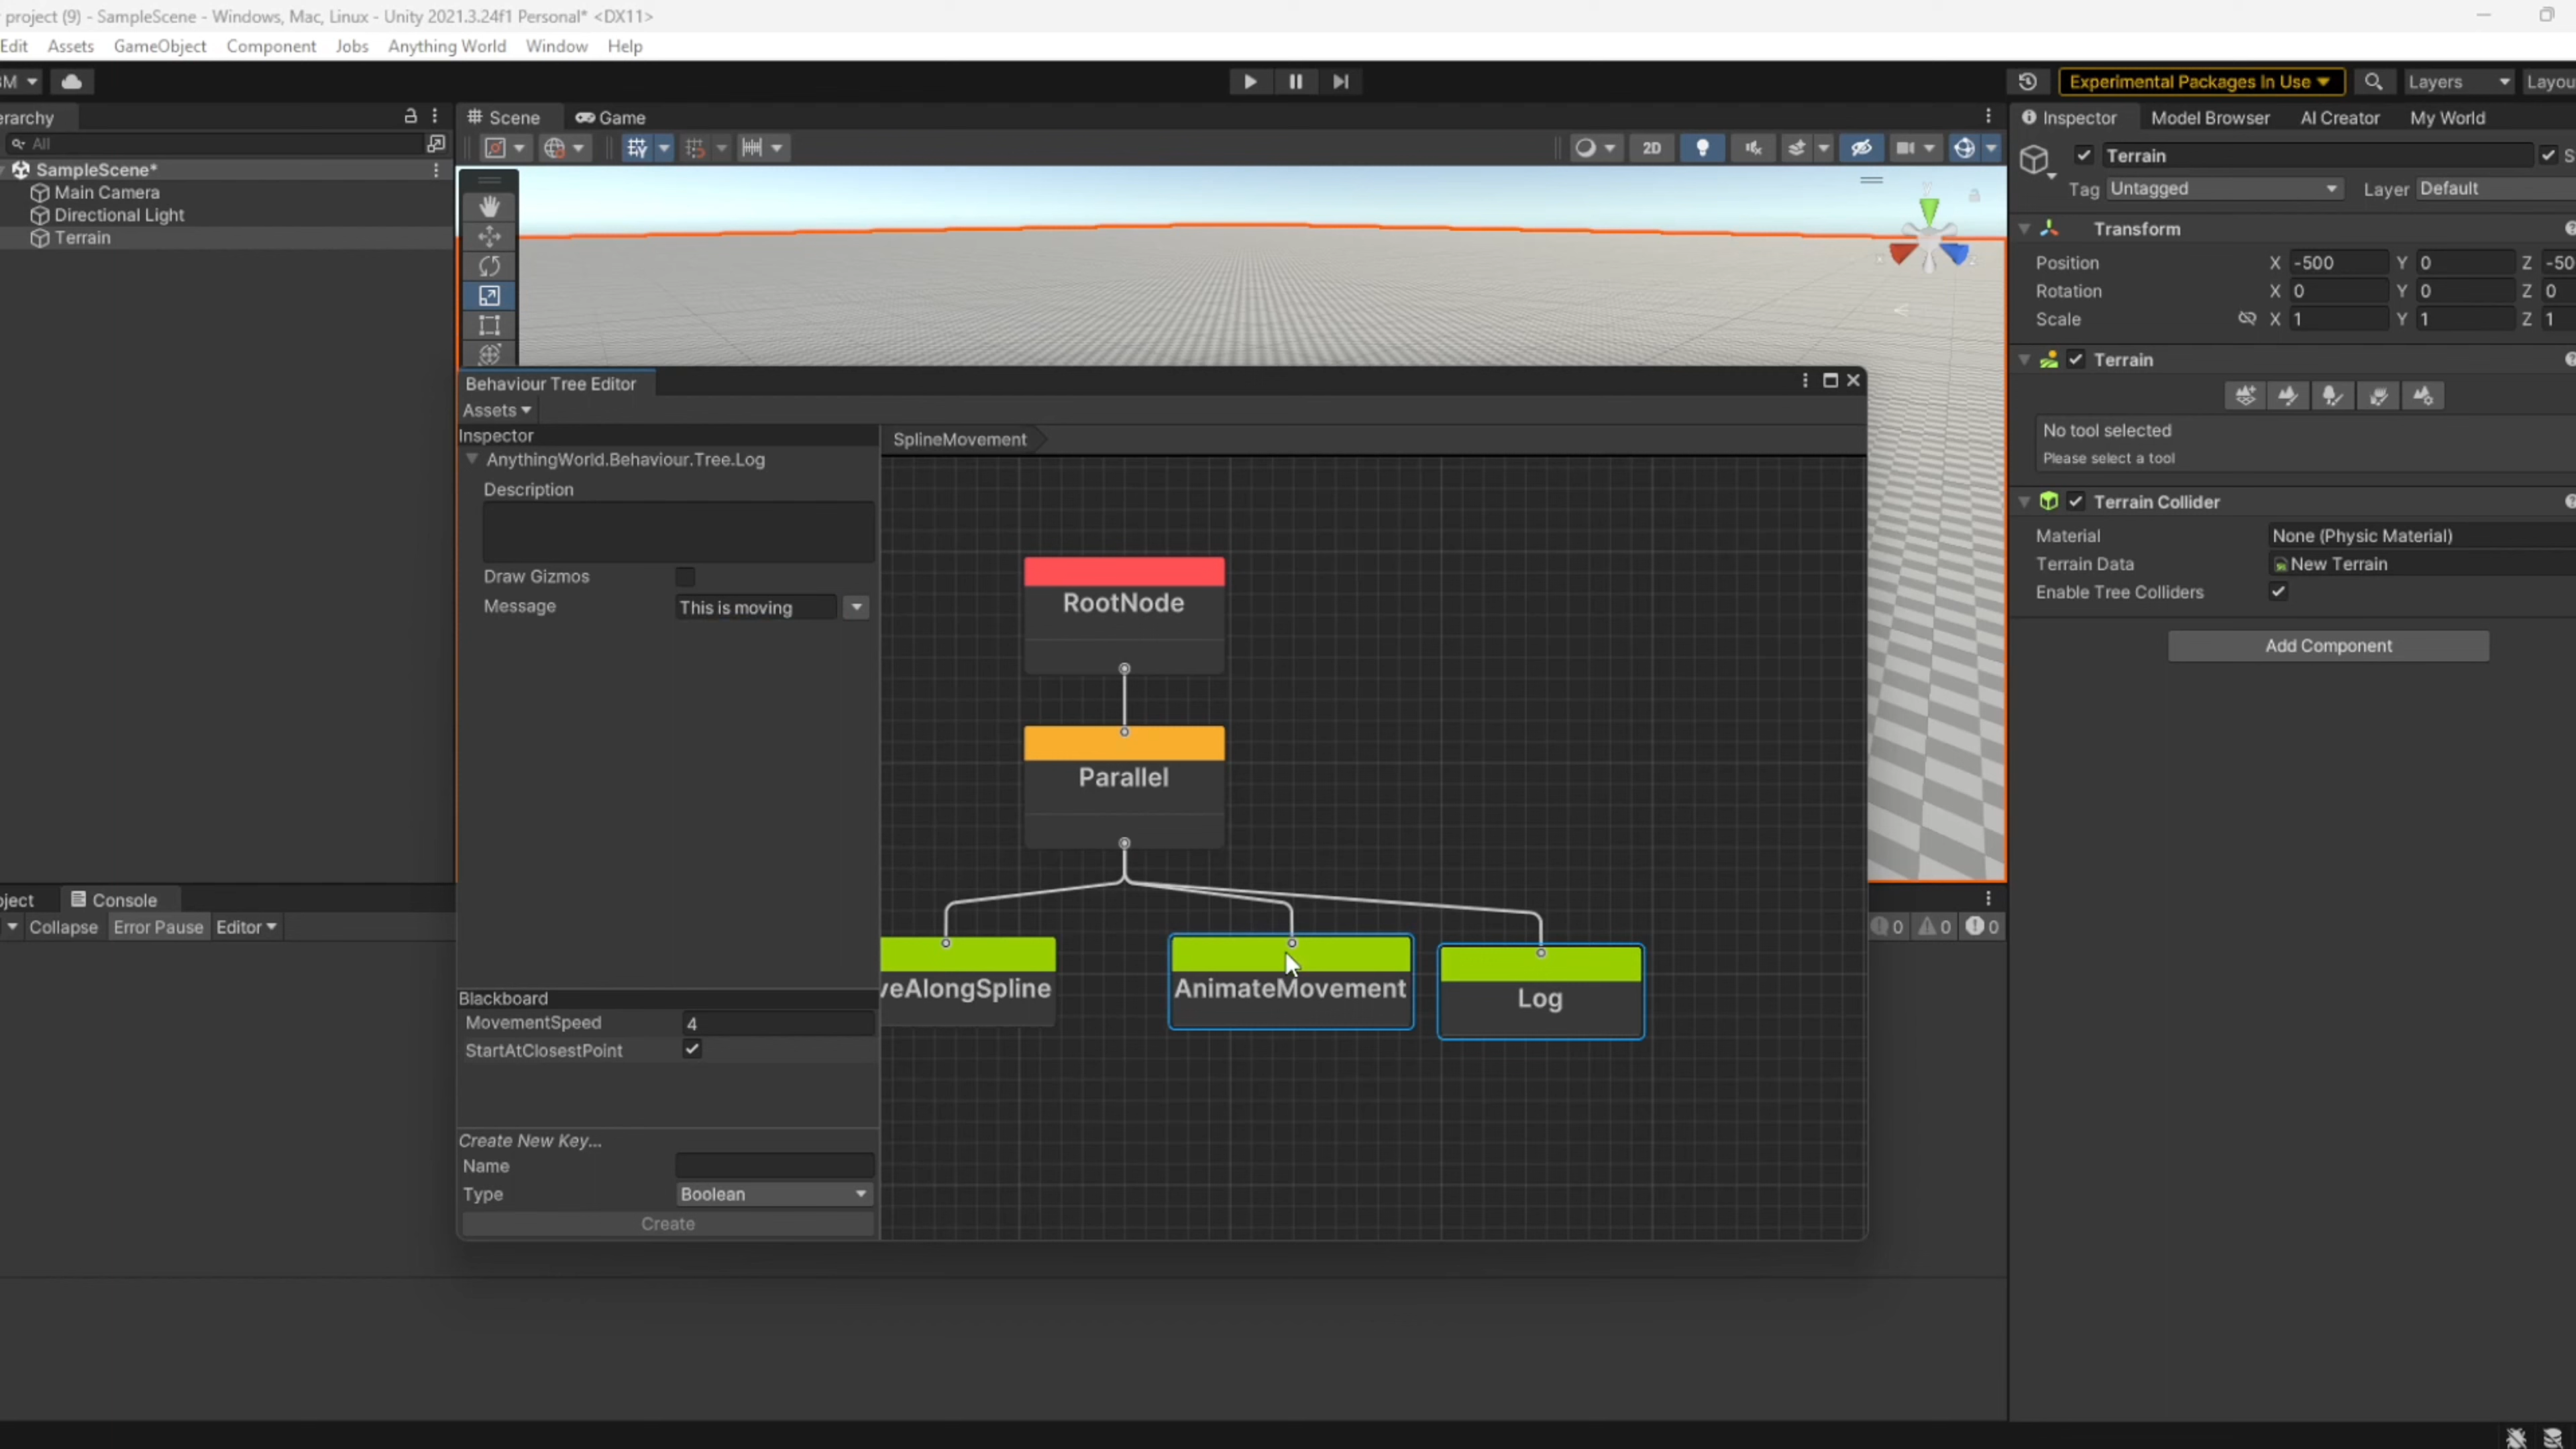 project (9) - SampleScene - Windows, Mac, Linux - Unity 2021.3.24f1 Personal* <DX11>
Edit Assets GameObject Component Jobs Anything World Window Help
Experimental Packages In Use Layers Layou
erarchy
Scene Game
Inspector Model Browser AI Creator My World
All
2D
SampleScene*
Main Camera
Directional Light
Terrain
Terrain
Tag Untagged Layer Default
Transform
Position X -500 Y 0 Z -50
Rotation X 0 Y 0 Z 0
Scale X 1 Y 1 Z 1
Terrain
No tool selected
Please select a tool
Terrain Collider
Material None (Physic Material)
Terrain Data New Terrain
Enable Tree Colliders
Add Component
Behaviour Tree Editor
Assets
Inspector
AnythingWorld.Behaviour.Tree.Log
Description
Draw Gizmos
Message This is moving
SplineMovement
RootNode
Parallel
veAlongSpline
AnimateMovement
Log
Blackboard
MovementSpeed 4
StartAtClosestPoint
Create New Key...
Name
Type Boolean
Create
oject Console
Collapse Error Pause Editor
0 0 0